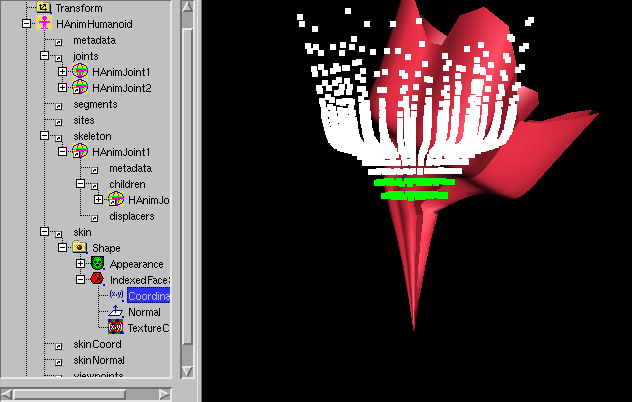 Transform
HAnimHumanoid
metadata
joints
HAnimJoint1
HAnimJoint2
segments
sites
skeleton
HAnimJoint1
metadata
children
HAnimJo
displacers
skin
Shape
Appearance
IndexedFaceS
Coordina
Normal
TextureC
skinCoord
skinNormal
viewpoints